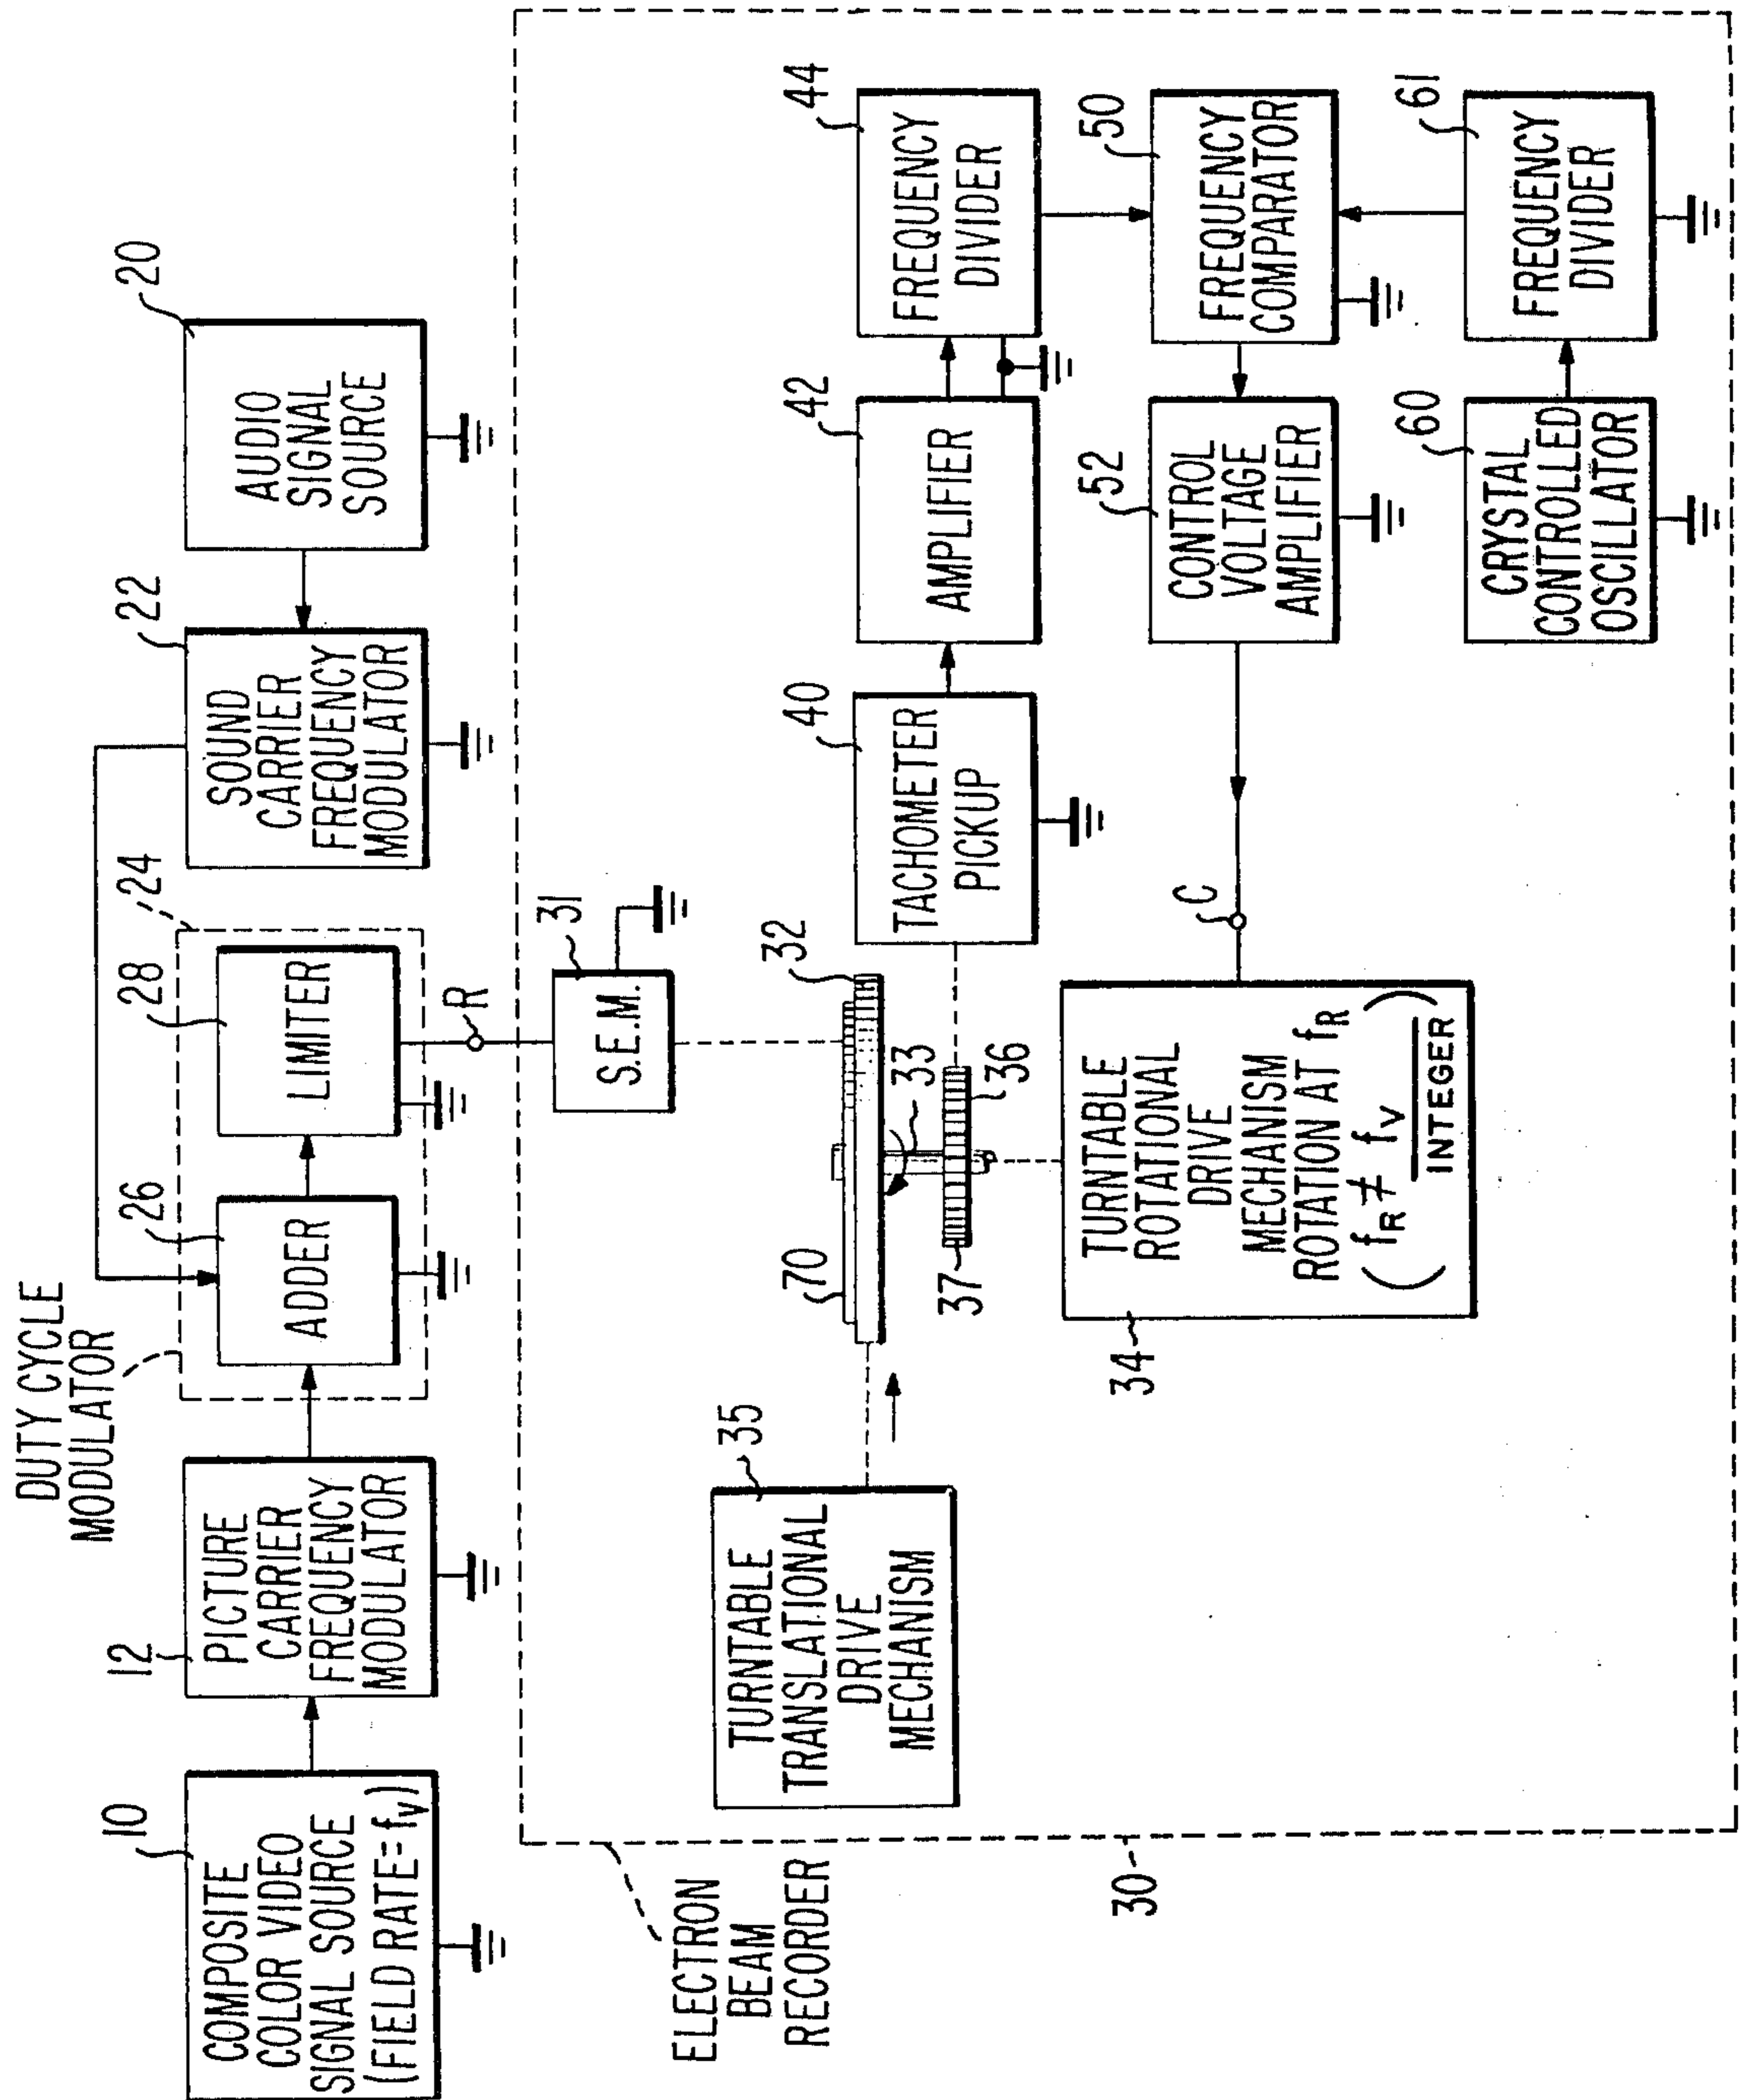 DUTY CYCLE
MODULATOR
10
COMPOSITE
COLOR VIDEO
SIGNAL SOURCE
(FIELD RATE= fV)
12
PICTURE
CARRIER
FREQUENCY
MODULATOR
26
ADDER
28
LIMITER
24
22
SOUND
CARRIER
FREQUENCY
MODULATOR
20
AUDIO
SIGNAL
SOURCE
R
ELECTRON
BEAM
RECORDER
30
31
S.E.M.
35
TURNTABLE
TRANSLATIONAL
DRIVE
MECHANISM
70
32
33
37
36
34
TURNTABLE
ROTATIONAL
DRIVE
MECHANISM
ROTATION AT fR
( fR ≠ fV / INTEGER )
C
40
TACHOMETER
PICKUP
42
AMPLIFIER
44
FREQUENCY
DIVIDER
52
CONTROL
VOLTAGE
AMPLIFIER
50
FREQUENCY
COMPARATOR
60
CRYSTAL
CONTROLLED
OSCILLATOR
61
FREQUENCY
DIVIDER